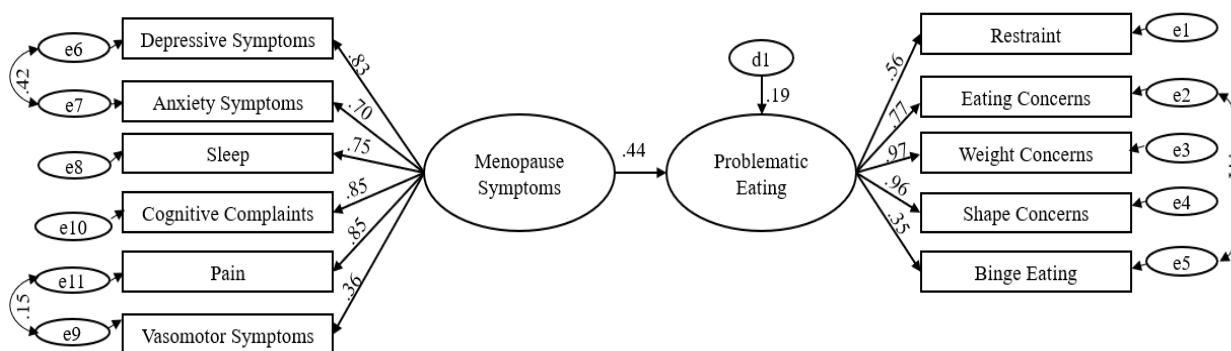 e6
Depressive Symptoms
.83
.42
e7
Anxiety Symptoms
.70
e8
Sleep
.75
e10
Cognitive Complaints
.85
e11
Pain
.85
.15
e9
Vasomotor Symptoms
.36
Menopause
Symptoms
.44
d1
.19
Problematic
Eating
.56
Restraint
e1
.77
Eating Concerns
e2
.97
Weight Concerns
e3
.96
Shape Concerns
e4
.35
Binge Eating
e5